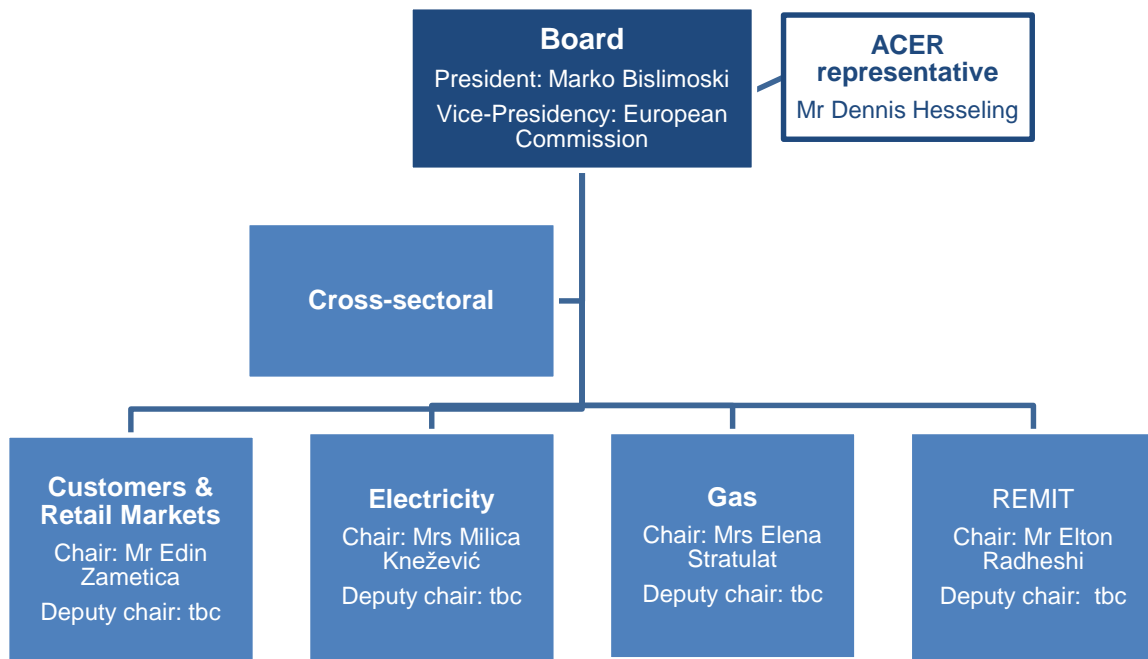 Board
President: Marko Bislimoski
Vice-Presidency: European
Commission
ACER
representative
Mr Dennis Hesseling
Cross-sectoral
Customers &
Retail Markets
Chair: Mr Edin
Zametica
Deputy chair: tbc
Electricity
Chair: Mrs Milica
Knežević
Deputy chair: tbc
Gas
Chair: Mrs Elena
Stratulat
Deputy chair: tbc
REMIT
Chair: Mr Elton
Radheshi
Deputy chair:  tbc